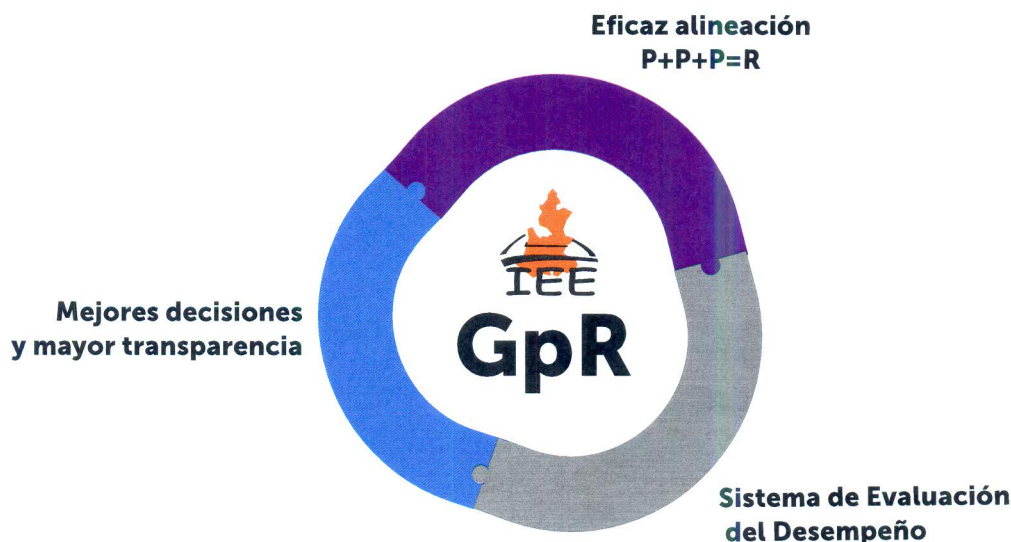 Eficaz alineación
P+P+P=R
IEE
GpR
Mejores decisiones
y mayor transparencia
Sistema de Evaluación
del Desempeño